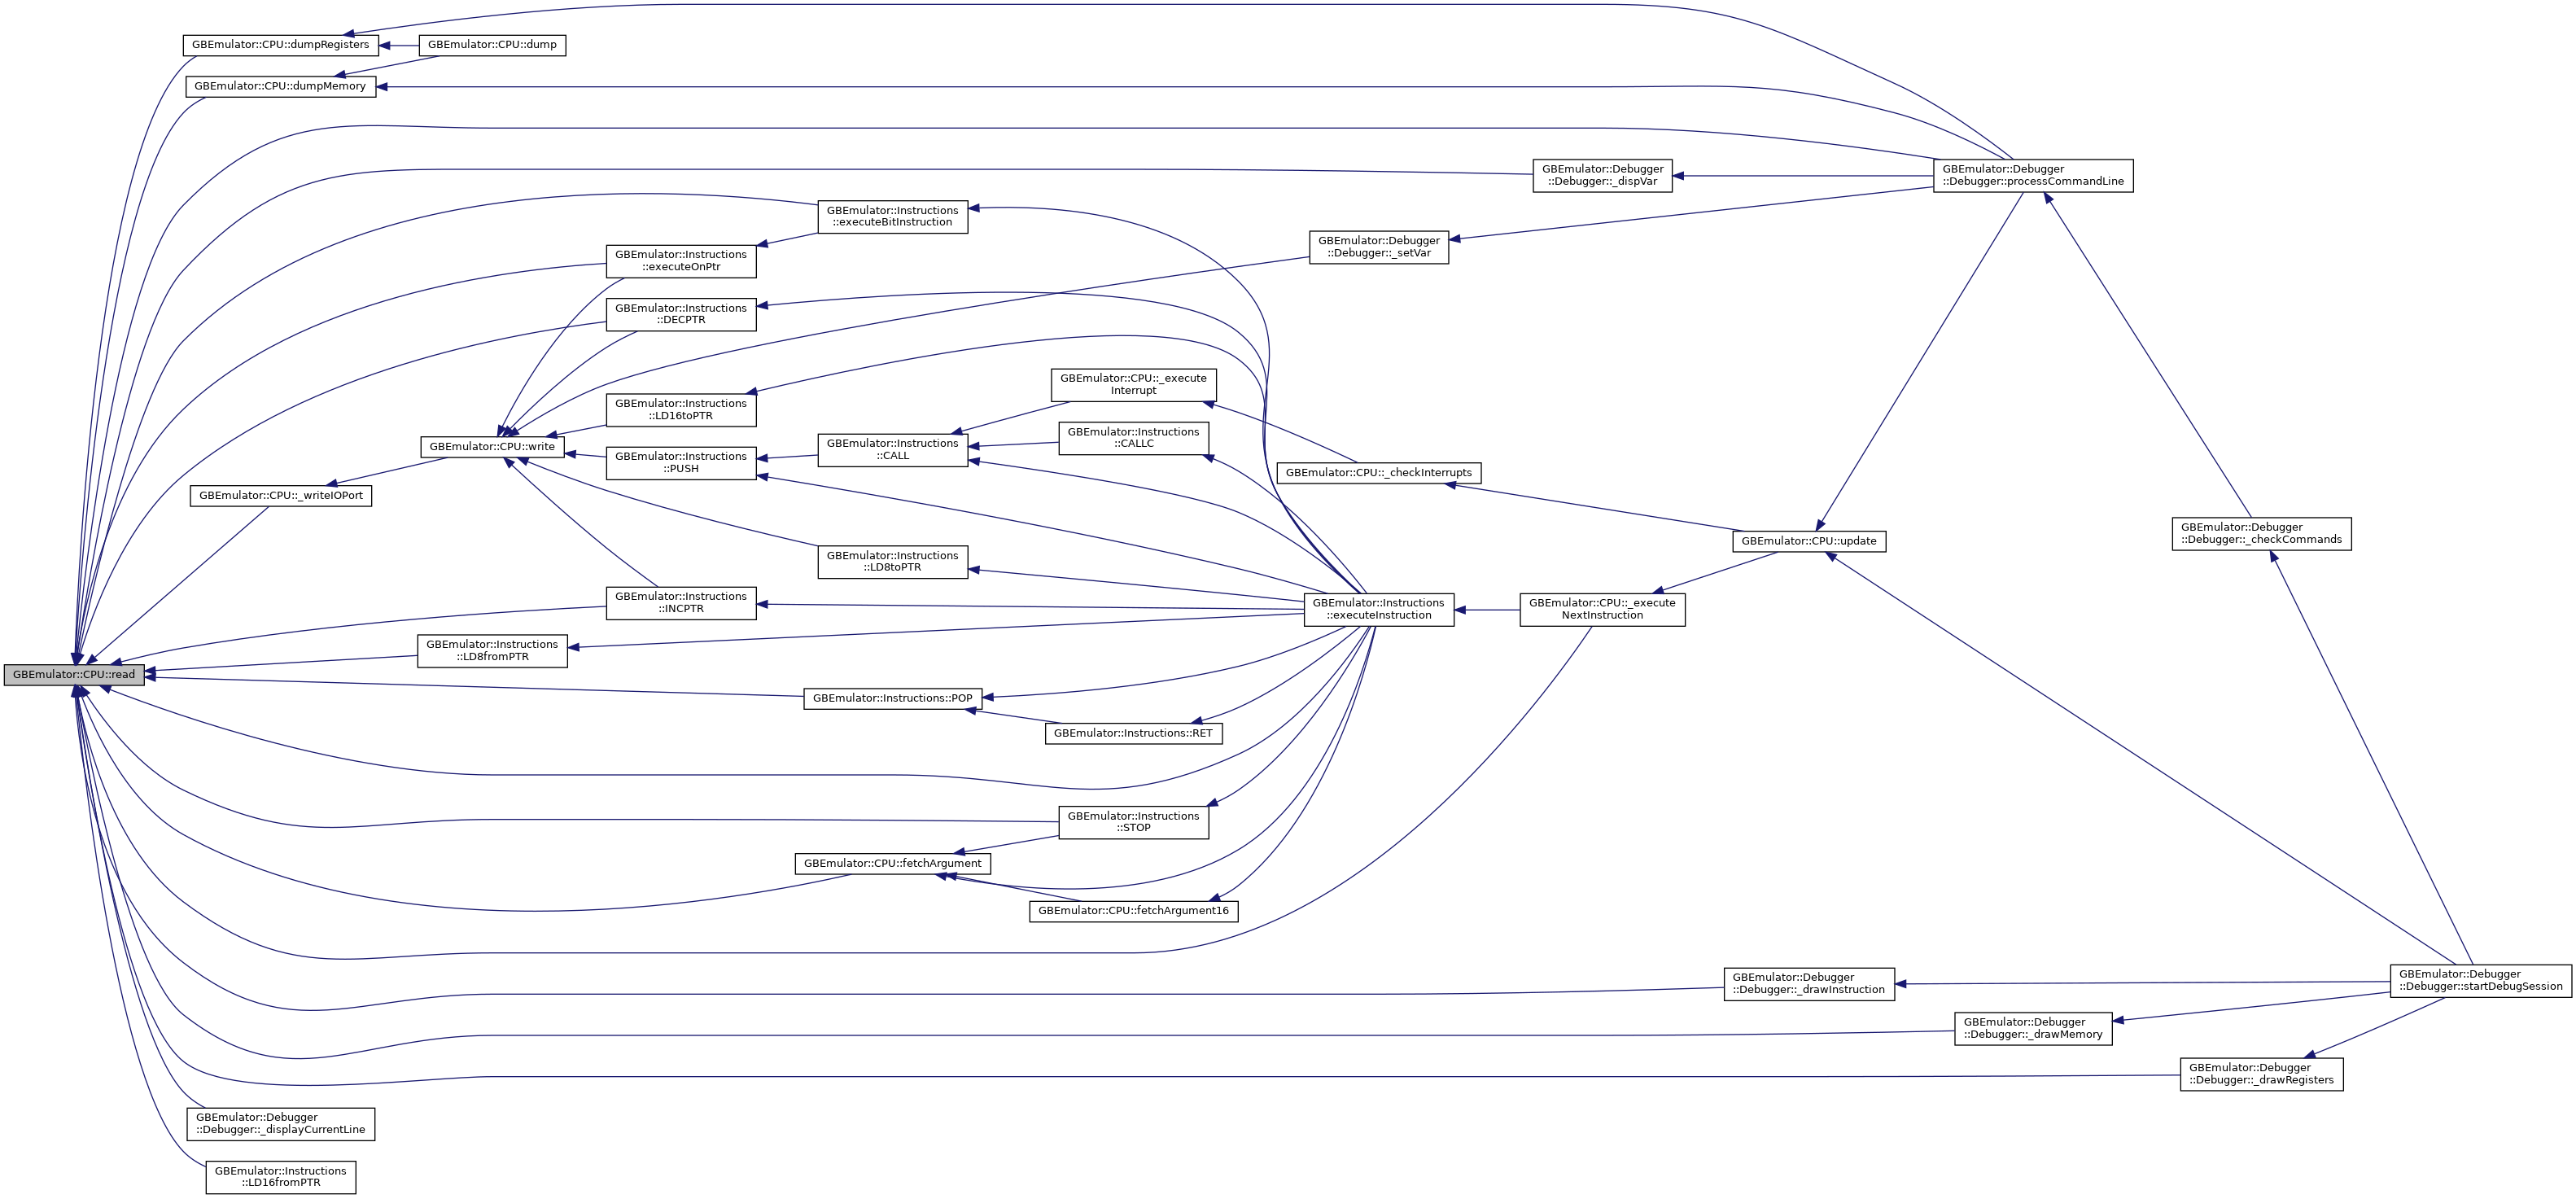 GBEmulator::CPU::dumpRegisters
GBEmulator::CPU::dump
GBEmulator::CPU::dumpMemory
GBEmulator::Debugger
::Debugger::_dispVar
GBEmulator::Debugger
::Debugger::processCommandLine
GBEmulator::Instructions
::executeBitInstruction
GBEmulator::Debugger
::Debugger::_setVar
GBEmulator::Instructions
::executeOnPtr
GBEmulator::Instructions
::DECPTR
GBEmulator::CPU::_execute
Interrupt
GBEmulator::Instructions
::LD16toPTR
GBEmulator::Instructions
::CALLC
GBEmulator::CPU::write
GBEmulator::Instructions
::CALL
GBEmulator::Instructions
::PUSH
GBEmulator::CPU::_checkInterrupts
GBEmulator::CPU::_writeIOPort
GBEmulator::Debugger
::Debugger::_checkCommands
GBEmulator::CPU::update
GBEmulator::Instructions
::LD8toPTR
GBEmulator::Instructions
::INCPTR
GBEmulator::Instructions
::executeInstruction
GBEmulator::CPU::_execute
NextInstruction
GBEmulator::Instructions
::LD8fromPTR
GBEmulator::CPU::read
GBEmulator::Instructions::POP
GBEmulator::Instructions::RET
GBEmulator::Instructions
::STOP
GBEmulator::CPU::fetchArgument
GBEmulator::CPU::fetchArgument16
GBEmulator::Debugger
::Debugger::_drawInstruction
GBEmulator::Debugger
::Debugger::startDebugSession
GBEmulator::Debugger
::Debugger::_drawMemory
GBEmulator::Debugger
::Debugger::_drawRegisters
GBEmulator::Debugger
::Debugger::_displayCurrentLine
GBEmulator::Instructions
::LD16fromPTR